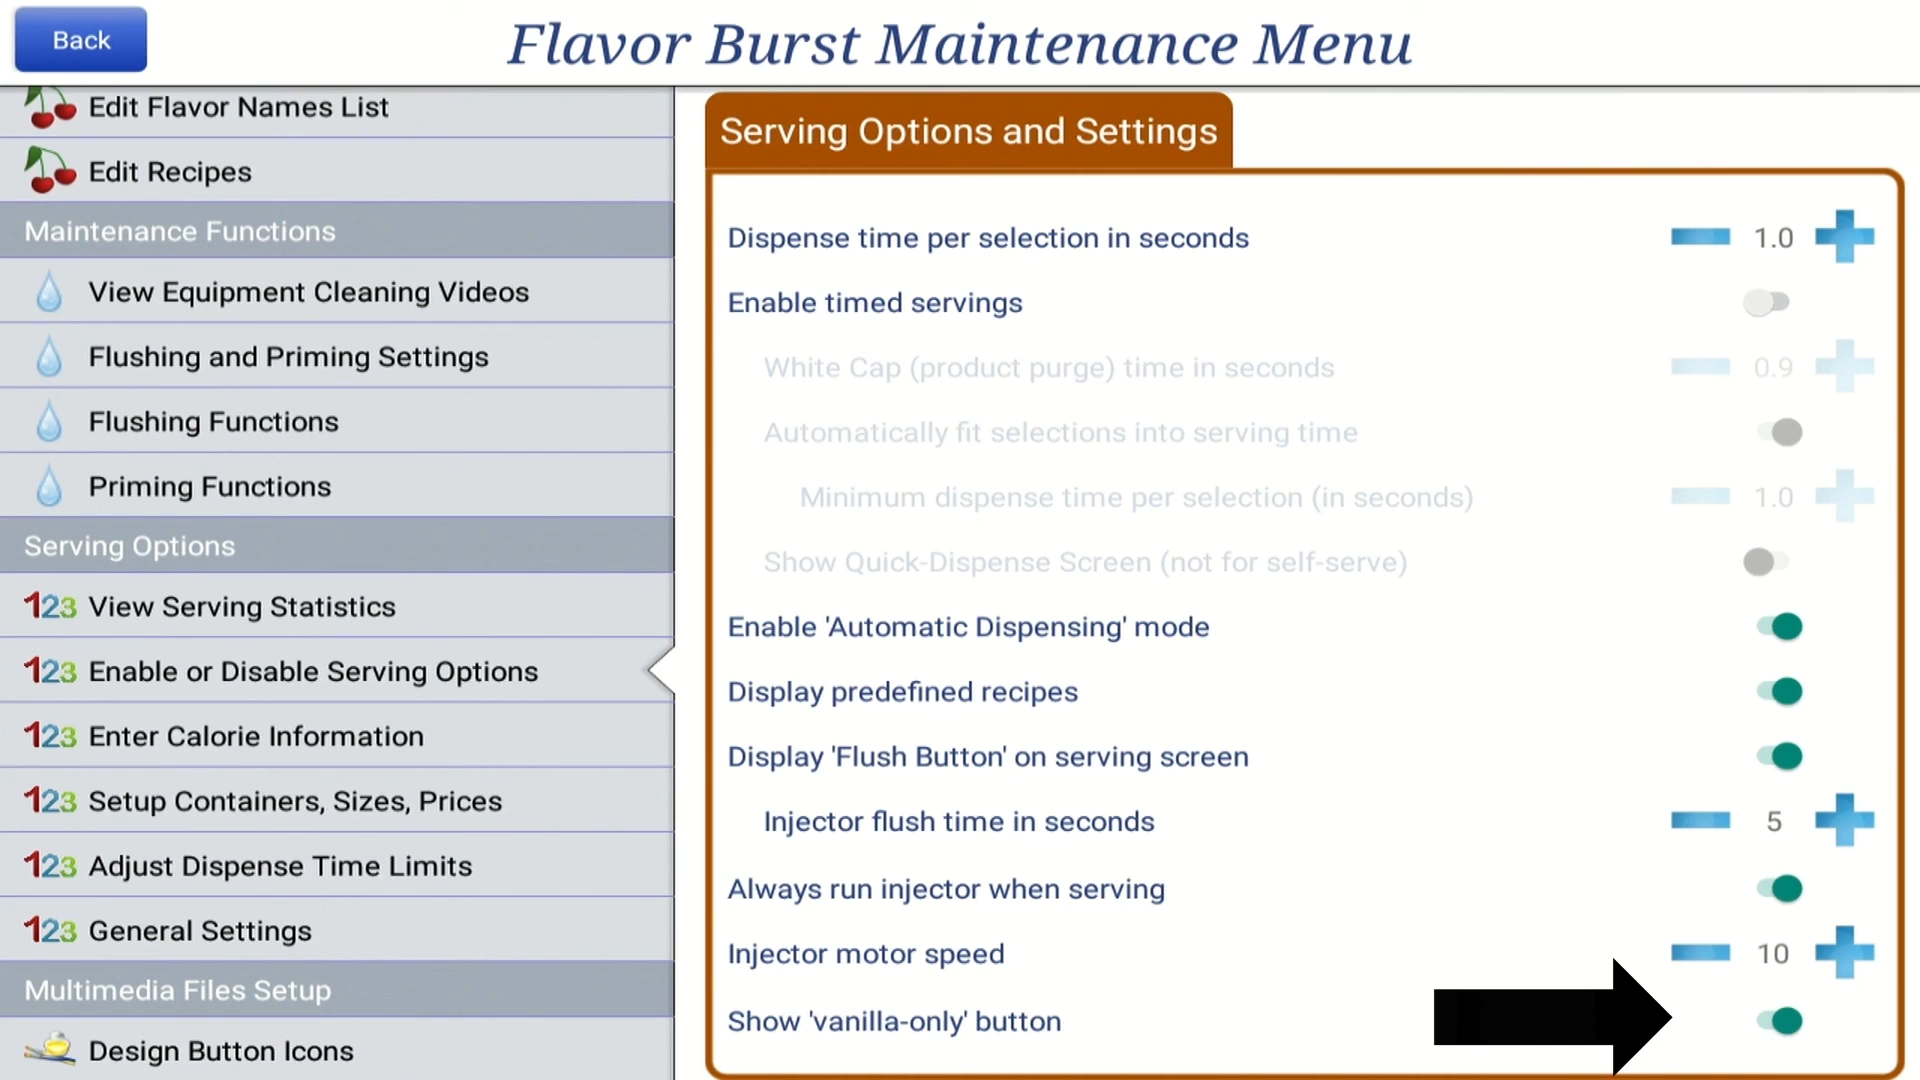 Back
Flavor Burst Maintenance Menu
Edit Flavor Names List
Edit Recipes
Maintenance Functions
View Equipment Cleaning Videos
Flushing and Priming Settings
Flushing Functions
Priming Functions
Serving Options
123 View Serving Statistics
123 Enable or Disable Serving Options
123 Enter Calorie Information
123 Setup Containers, Sizes, Prices
123 Adjust Dispense Time Limits
123 General Settings
Multimedia Files Setup
Design Button Icons
Serving Options and Settings
Dispense time per selection in seconds 1.0
Enable timed servings
White Cap (product purge) time in seconds 0.9
Automatically fit selections into serving time
Minimum dispense time per selection (in seconds) 1.0
Show Quick-Dispense Screen (not for self-serve)
Enable 'Automatic Dispensing' mode
Display predefined recipes
Display 'Flush Button' on serving screen
Injector flush time in seconds 5
Always run injector when serving
Injector motor speed 10
Show 'vanilla-only' button